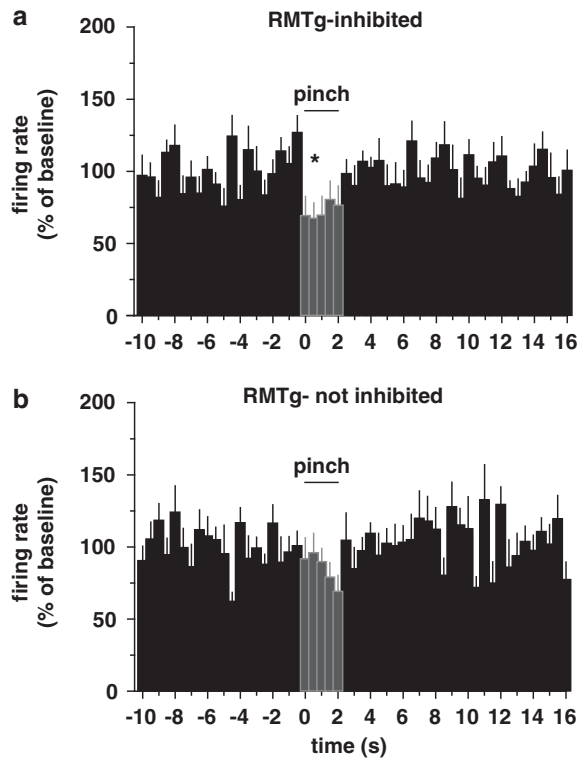 a
RMTg-inhibited
200
150
100
50
0
firing rate
(% of baseline)
pinch
*
-10 -8 -6 -4 -2 0 2 4 6 8 10 12 14 16
b
RMTg- not inhibited
200
150
100
50
0
firing rate
(% of baseline)
pinch
-10 -8 -6 -4 -2 0 2 4 6 8 10 12 14 16
time (s)